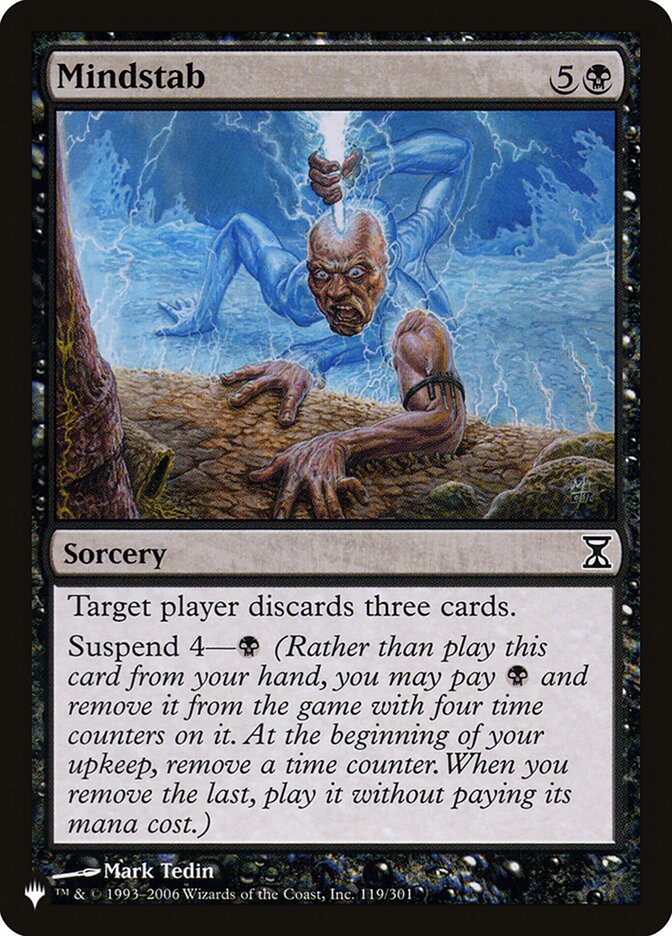 Mindstab 5
Sorcery
Target player discards three cards.
Suspend 4— (Rather than play this
card from your hand, you may pay and
remove it from the game with four time
counters on it. At the beginning of your
upkeep, remove a time counter. When you
remove the last, play it without paying its
mana cost.)
Mark Tedin
™ & © 1993–2006 Wizards of the Coast, Inc. 119/301